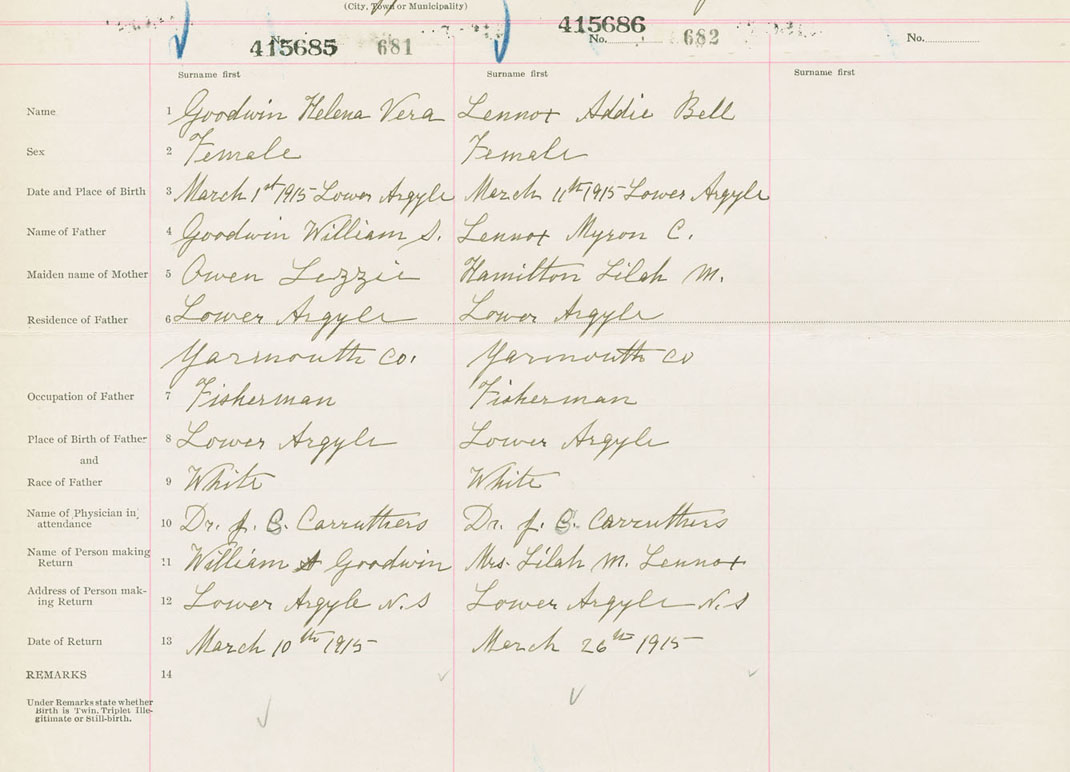 (City, Town or Municipality)
No. 415685 681 No. 415686 682 No.
Surname first Surname first Surname first
Name 1 Goodwin Helena Vera Lennox Addie Bell
Sex 2 Female Female
Date and Place of Birth 3 March 1st 1915 Lower Argyle March 11th 1915 Lower Argyle
Name of Father 4 Goodwin William S. Lennox Myron C.
Maiden name of Mother 5 Owen Lezzie Hamilton Lilah M.
Residence of Father 6 Lower Argyle Lower Argyle
Yarmouth Co. Yarmouth Co
Occupation of Father 7 Fisherman Fisherman
Place of Birth of Father 8 Lower Argyle Lower Argyle
and
Race of Father 9 White White
Name of Physician in
attendance 10 Dr. J. C. Carruthers Dr. J. C. Carruthers
Name of Person making
Return 11 William Goodwin Mrs. Lilah M. Lennox
Address of Person mak-
ing Return 12 Lower Argyle N.S Lower Argyle N.S
Date of Return 13 March 10th 1915 March 26th 1915
REMARKS 14
Under Remarks state whether
Birth is Twin, Triplet Ille-
gitimate or Still-birth.